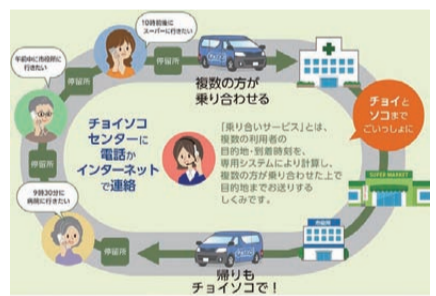 10時前後に
スーパーに行きたい
停留所
午前中に市役所に
行きたい
停留所
複数の方が
乗り合わせる
チョイと
ソコまで
ごいっしょに
チョイソコ
センターに
電話か
インターネット
で連絡
「乗り合いサービス」とは、
複数の利用者の
目的地・到着時刻を、
専用システムにより計算し、
複数の方が乗り合わせた上で
目的地までお送りする
しくみです。
停留所
SUPER MARKET
9時30分に
病院に行きたい
市役所
停留所
帰りも
チョイソコで！